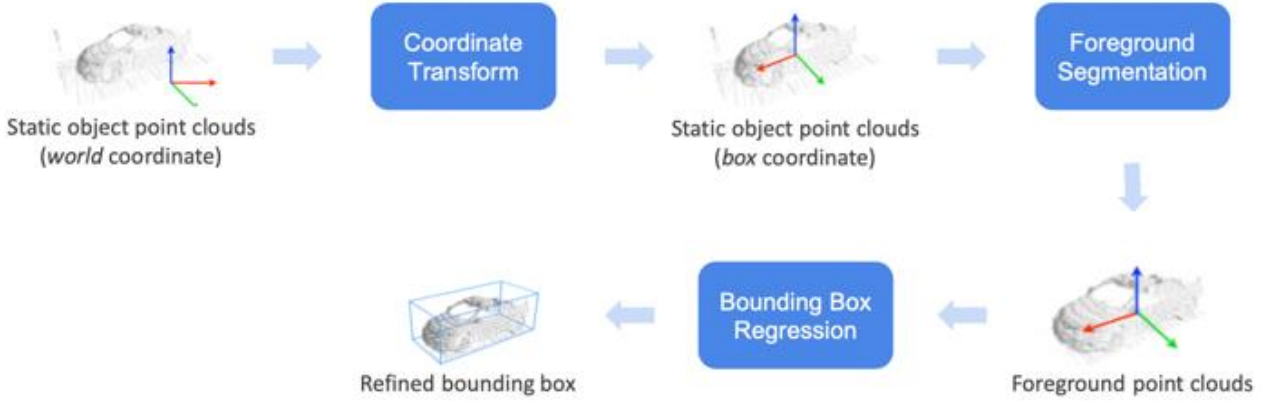 Coordinate
Transform
Foreground
Segmentation
Static object point clouds
(world coordinate)
Static object point clouds
(box coordinate)
Bounding Box
Regression
Refined bounding box
Foreground point clouds